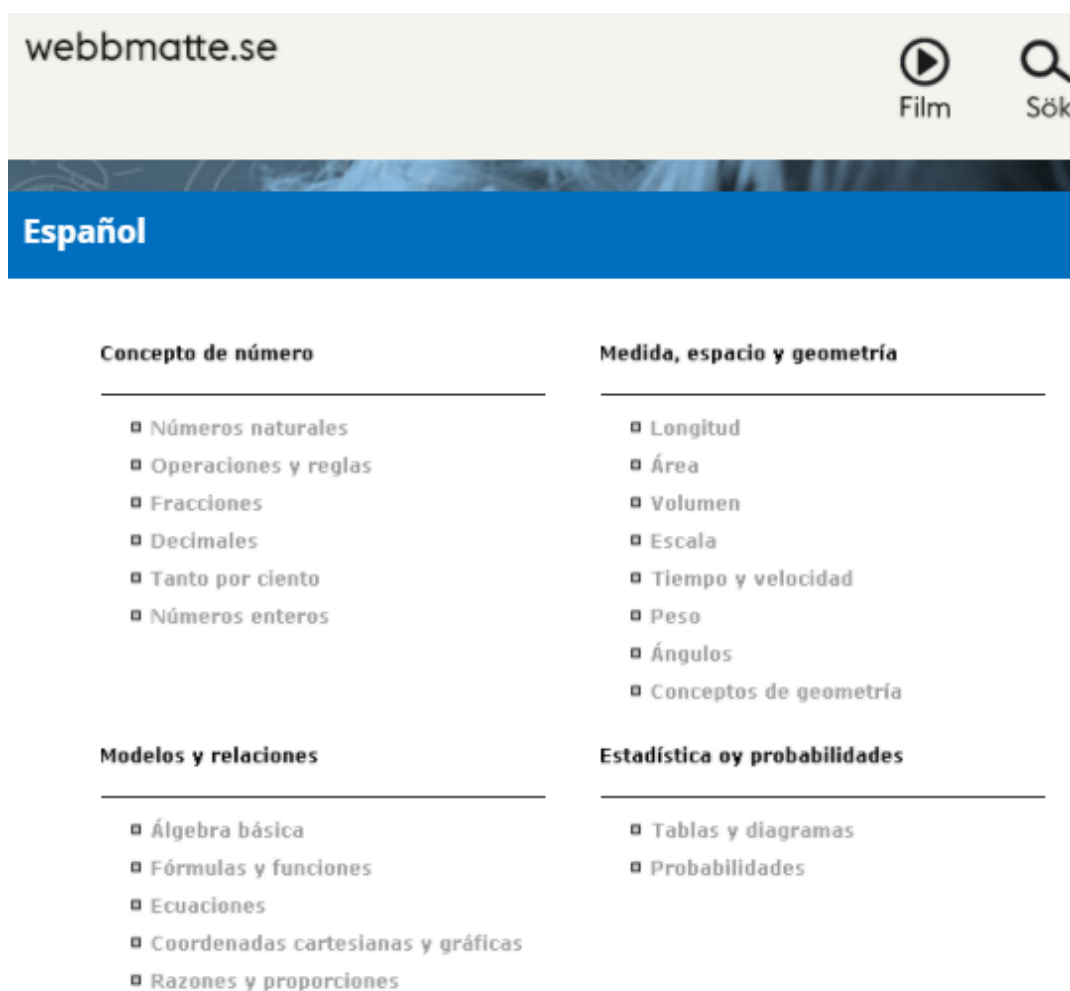 webbmatte.se
Film
Sök
Español
Concepto de número
Números naturales
Operaciones y reglas
Fracciones
Decimales
Tanto por ciento
Números enteros
Medida, espacio y geometría
Longitud
Área
Volumen
Escala
Tiempo y velocidad
Peso
Ángulos
Conceptos de geometría
Modelos y relaciones
Álgebra básica
Fórmulas y funciones
Ecuaciones
Coordenadas cartesianas y gráficas
Razones y proporciones
Estadística oy probabilidades
Tablas y diagramas
Probabilidades